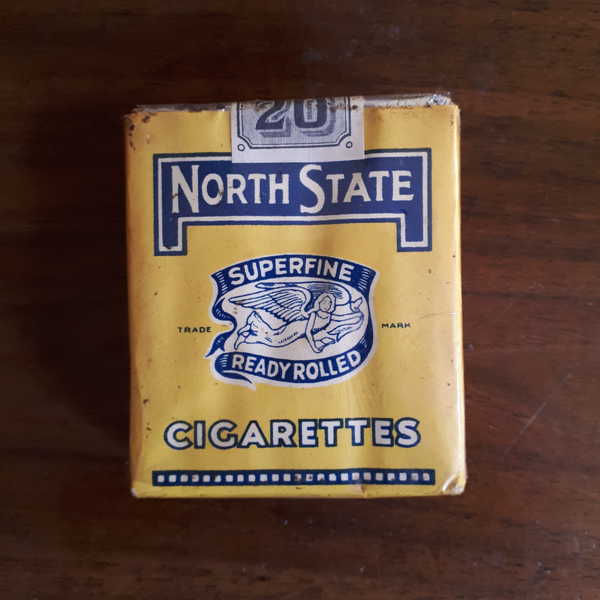 20
NORTH STATE
SUPERFINE
TRADE MARK
READY ROLLED
CIGARETTES